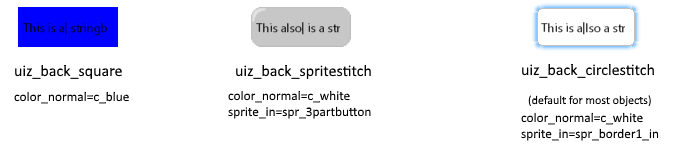 This is a| stringb
uiz_back_square
color_normal=c_blue
This also| is a str
uiz_back_spritestitch
color_normal=c_white
sprite_in=spr_3partbutton
This is a|lso a str
uiz_back_circlestitch
(default for most objects)
color_normal=c_white
sprite_in=spr_border1_in